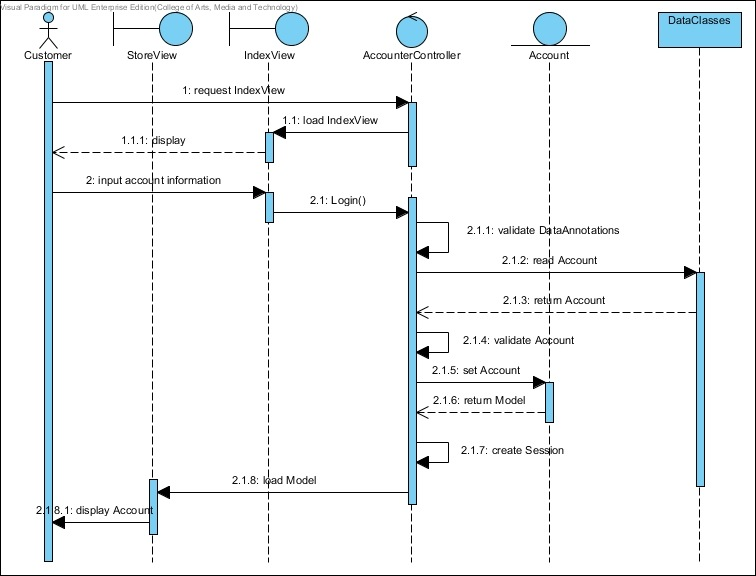 Visual Paradigm for UML Enterprise Edition(College of Arts, Media and Technology)
DataClasses
Customer
StoreView
IndexView
AccounterController
Account
1: request IndexView
1.1: load IndexView
1.1.1: display
2: input account information
2.1: Login()
2.1.1: validate DataAnnotations
2.1.2: read Account
2.1.3: return Account
2.1.4: validate Account
2.1.5: set Account
2.1.6: return Model
2.1.7: create Session
2.1.8: load Model
2.1.8.1: display Account